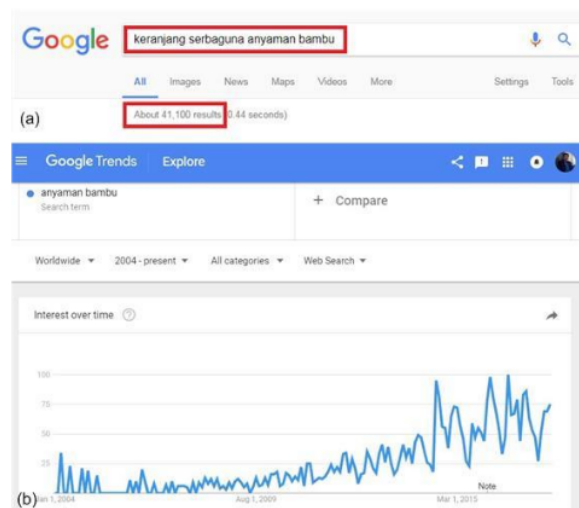 Google keranjang serbaguna anyaman bambu
All Images News Maps Videos More Settings Tools
(a) About 41,100 results (0.44 seconds)
Google Trends Explore
anyaman bambu
Search term
+ Compare
Worldwide 2004 - present All categories Web Search
Interest over time
100
75
50
25
Note
(b) Jan 1, 2004 Aug 1, 2009 Mar 1, 2015